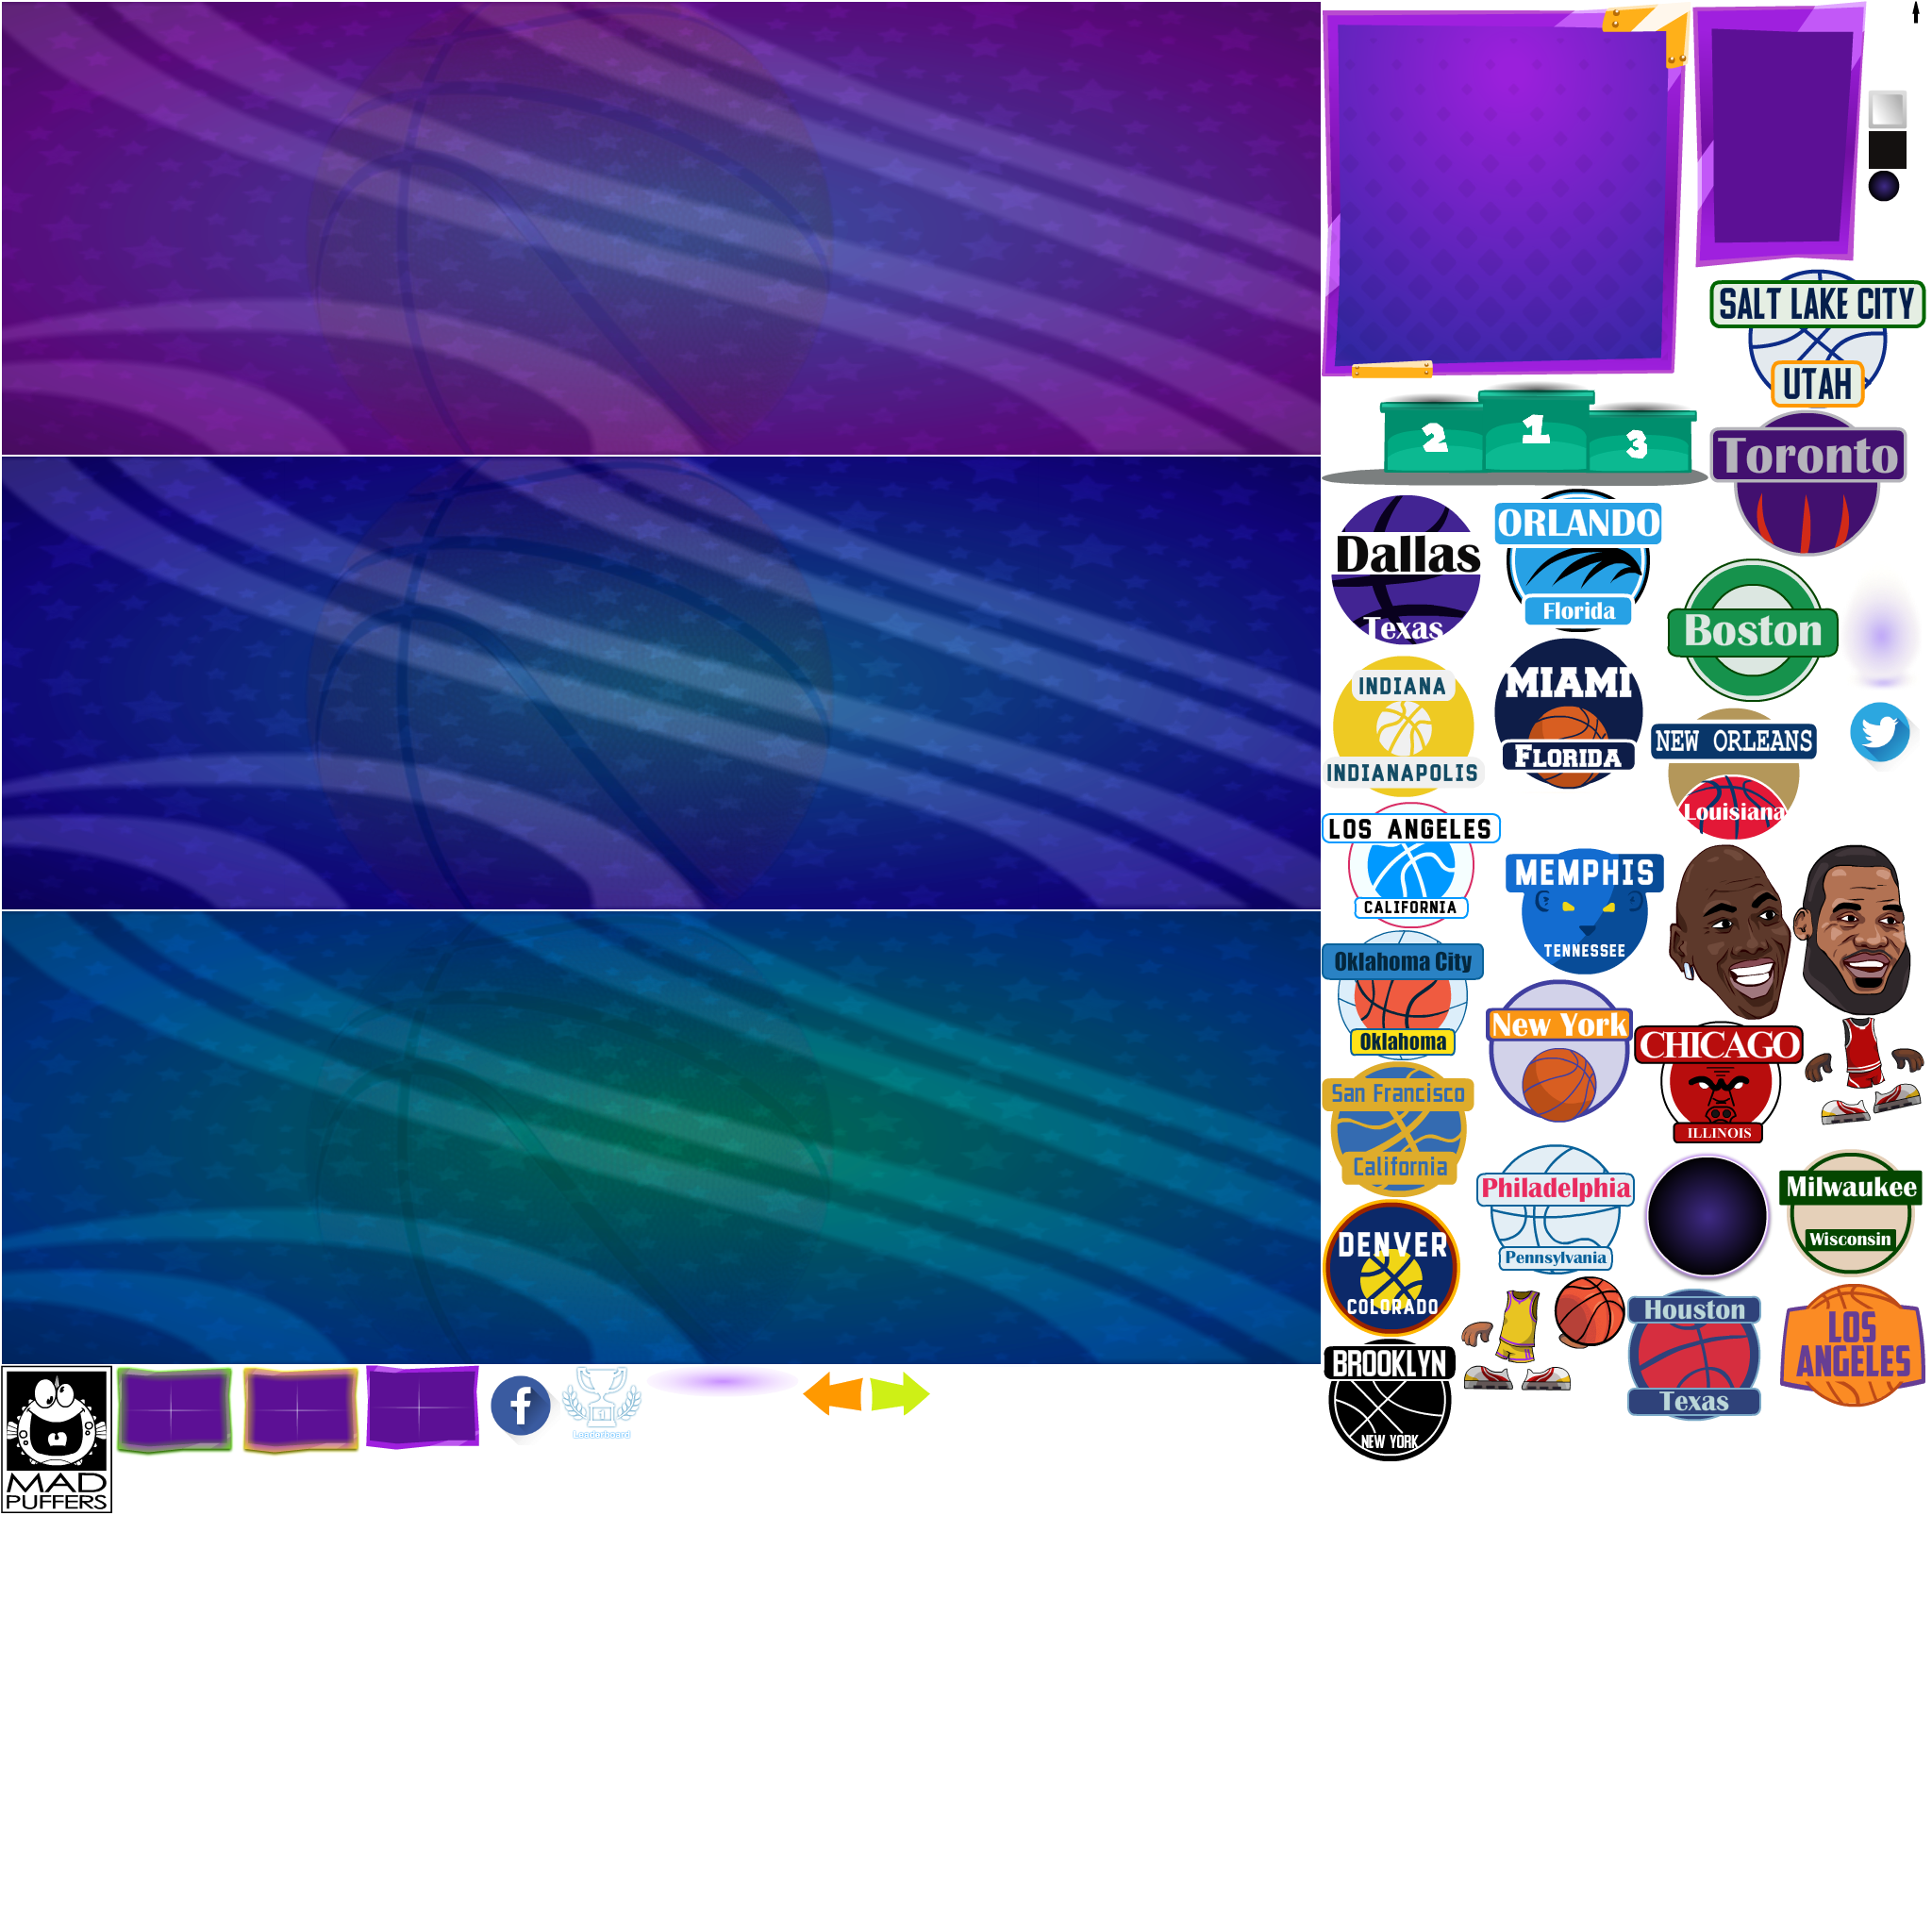 SALT LAKE CITY
UTAH
2
1
3
Toronto
Dallas
Texas
ORLANDO
Florida
Boston
INDIANA
INDIANAPOLIS
MIAMI
FLORIDA
NEW ORLEANS
Louisiana
LOS ANGELES
CALIFORNIA
MEMPHIS
TENNESSEE
Oklahoma City
Oklahoma
New York
CHICAGO
ILLINOIS
San Francisco
California
Philadelphia
Pennsylvania
Milwaukee
Wisconsin
DENVER
COLORADO
Houston
Texas
LOS
ANGELES
BROOKLYN
NEW YORK
f
1
Leaderboard
MAD
PUFFERS